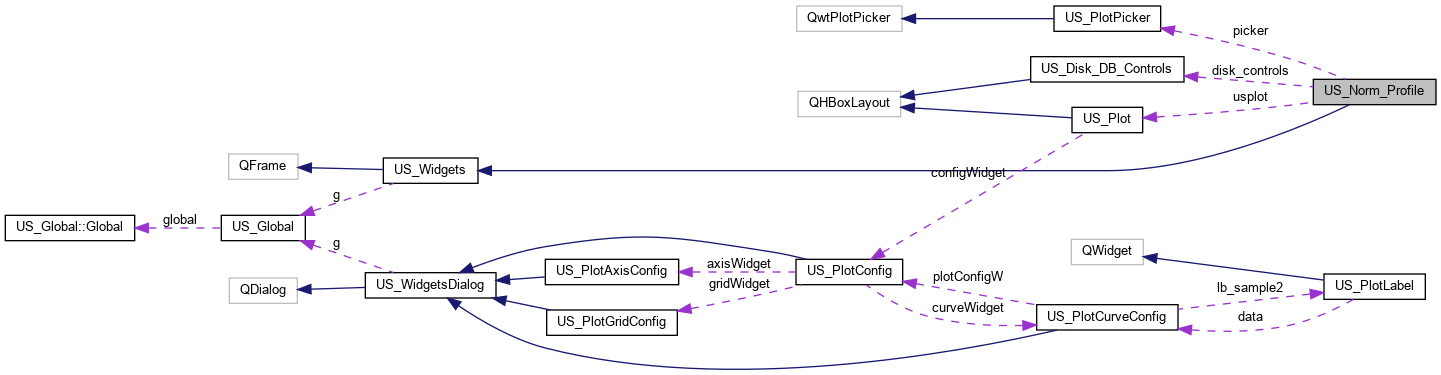 QwtPlotPicker
US_PlotPicker
picker
US_Disk_DB_Controls
disk_controls
US_Norm_Profile
QHBoxLayout
usplot
US_Plot
QFrame
US_Widgets
configWidget
g
US_Global::Global
global
US_Global
g
QWidget
US_PlotAxisConfig
axisWidget
US_PlotConfig
QDialog
US_WidgetsDialog
gridWidget
plotConfigW
lb_sample2
US_PlotLabel
US_PlotGridConfig
curveWidget
US_PlotCurveConfig
data